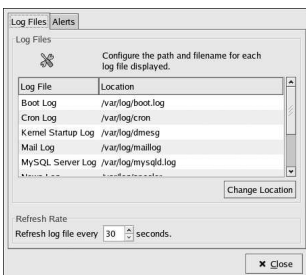 Log Files Alerts
Log Files
Configure the path and filename for each
log file displayed.
Log File Location
Boot Log /var/log/boot.log
Cron Log /var/log/cron
Kernel Startup Log /var/log/dmesg
Mail Log /var/log/maillog
MySQL Server Log /var/log/mysqld.log
Change Location
Refresh Rate
Refresh log file every 30 seconds.
Close